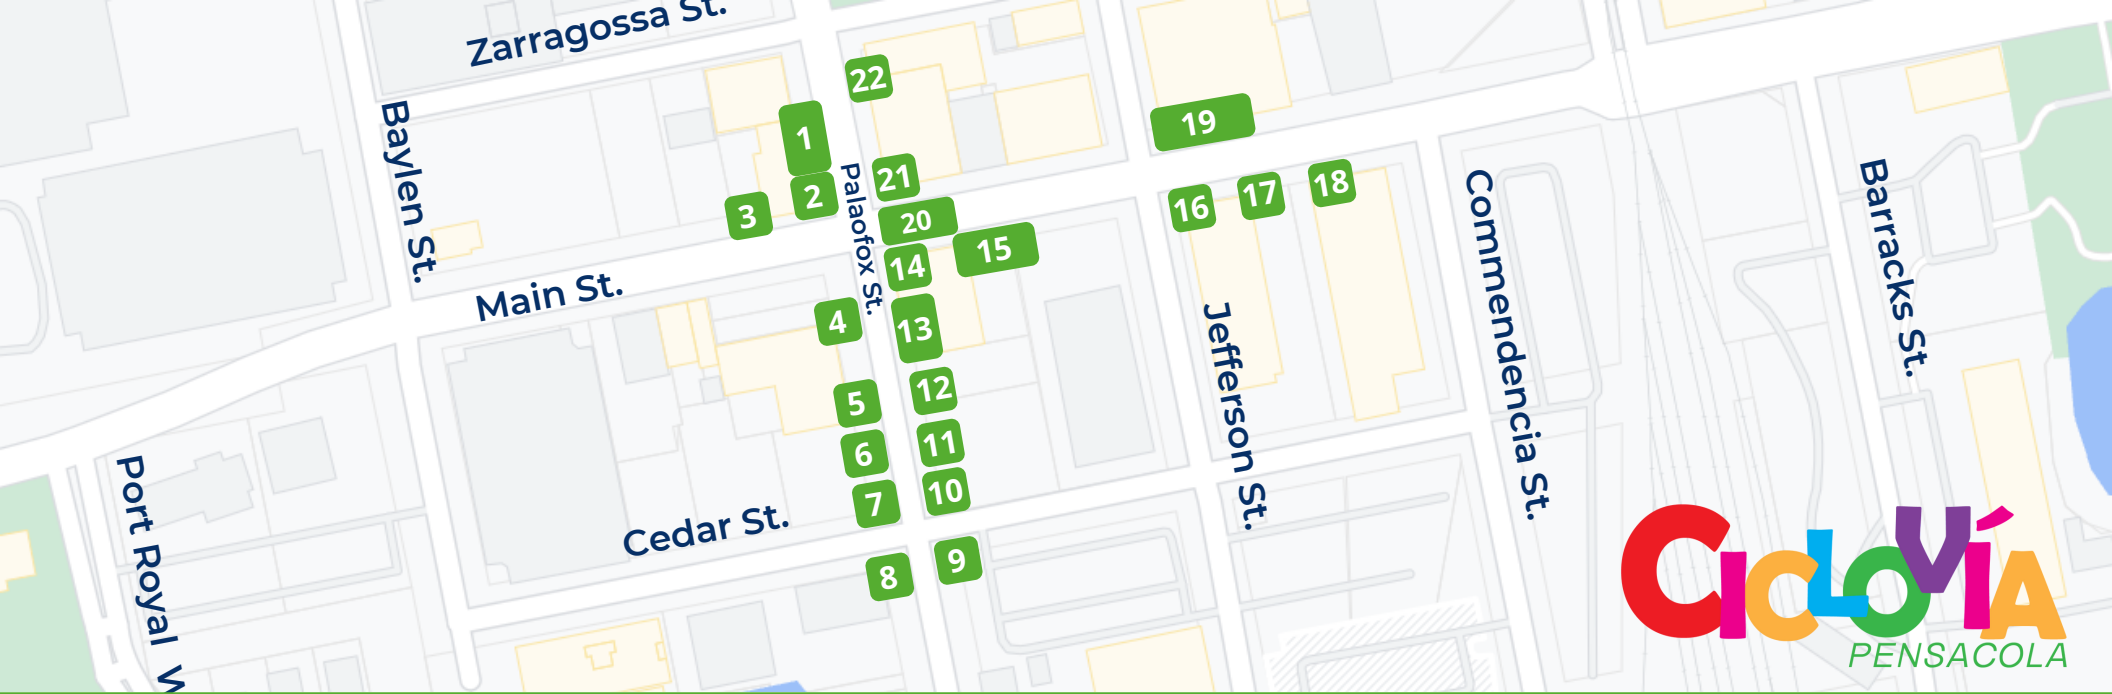 Zarragossa St.
22
Baylen St.
1
19
Palaofox St.
21
18
Barracks St.
3
2
17
16
20
Commendencia St.
15
14
Main St.
4
13
Jefferson St.
5
12
6
11
7
10
Port Royal W
Cedar St.
8
9
CICLOVÍA
PENSACOLA